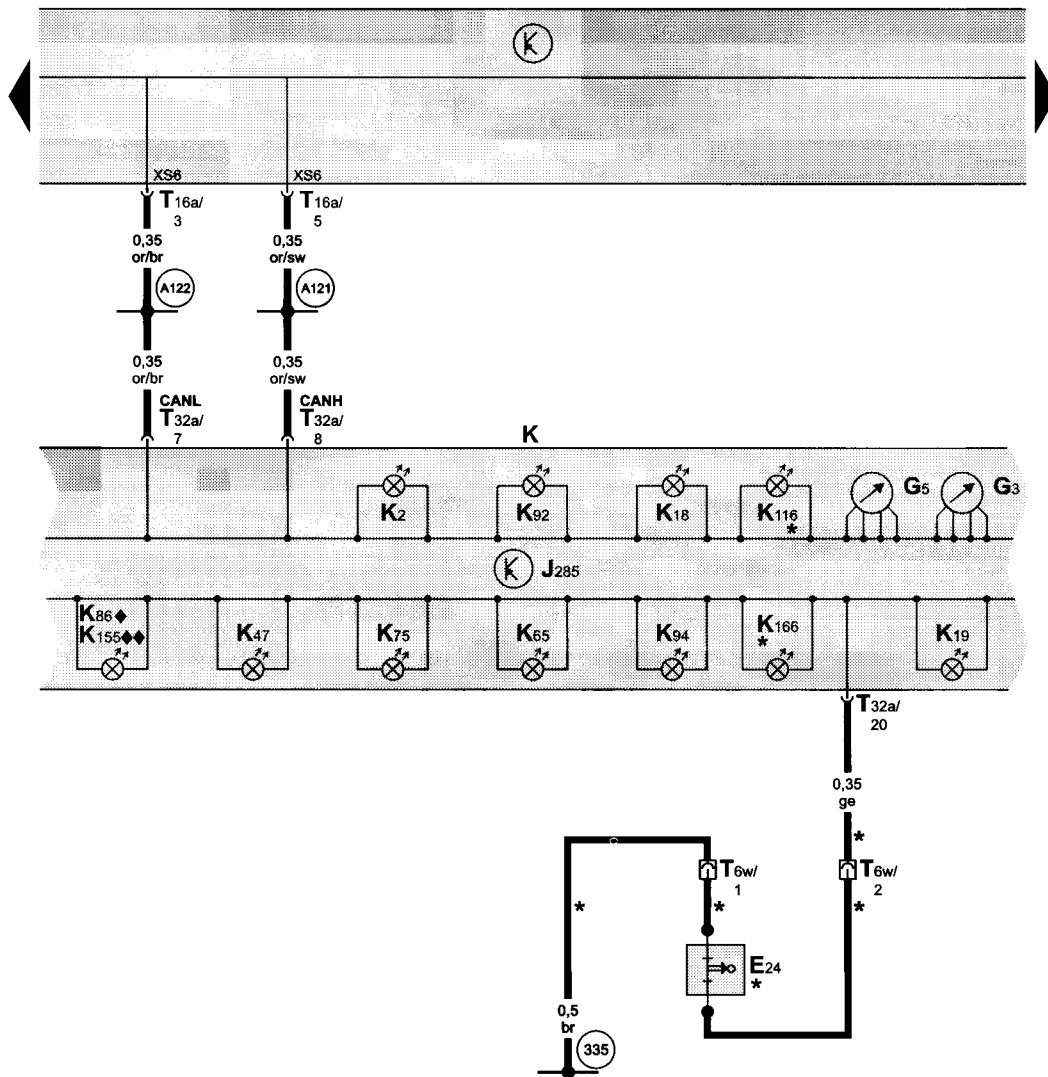 XS6 XS6
T16a/ T16a/
3 5
0,35 0,35
or/br or/sw
A122 A121
0,35 0,35
or/br or/sw
CANL CANH
T32a/ T32a/
7 8
K
K2 K92 K18 K116 G5 G3
*
J285
K86♦
K155♦♦ K47 K75 K65 K94 K166 K19
*
T32a/
20
0,35
ge
*
T6w/ T6w/
1 2
* * *
E24
*
0,5
br
335